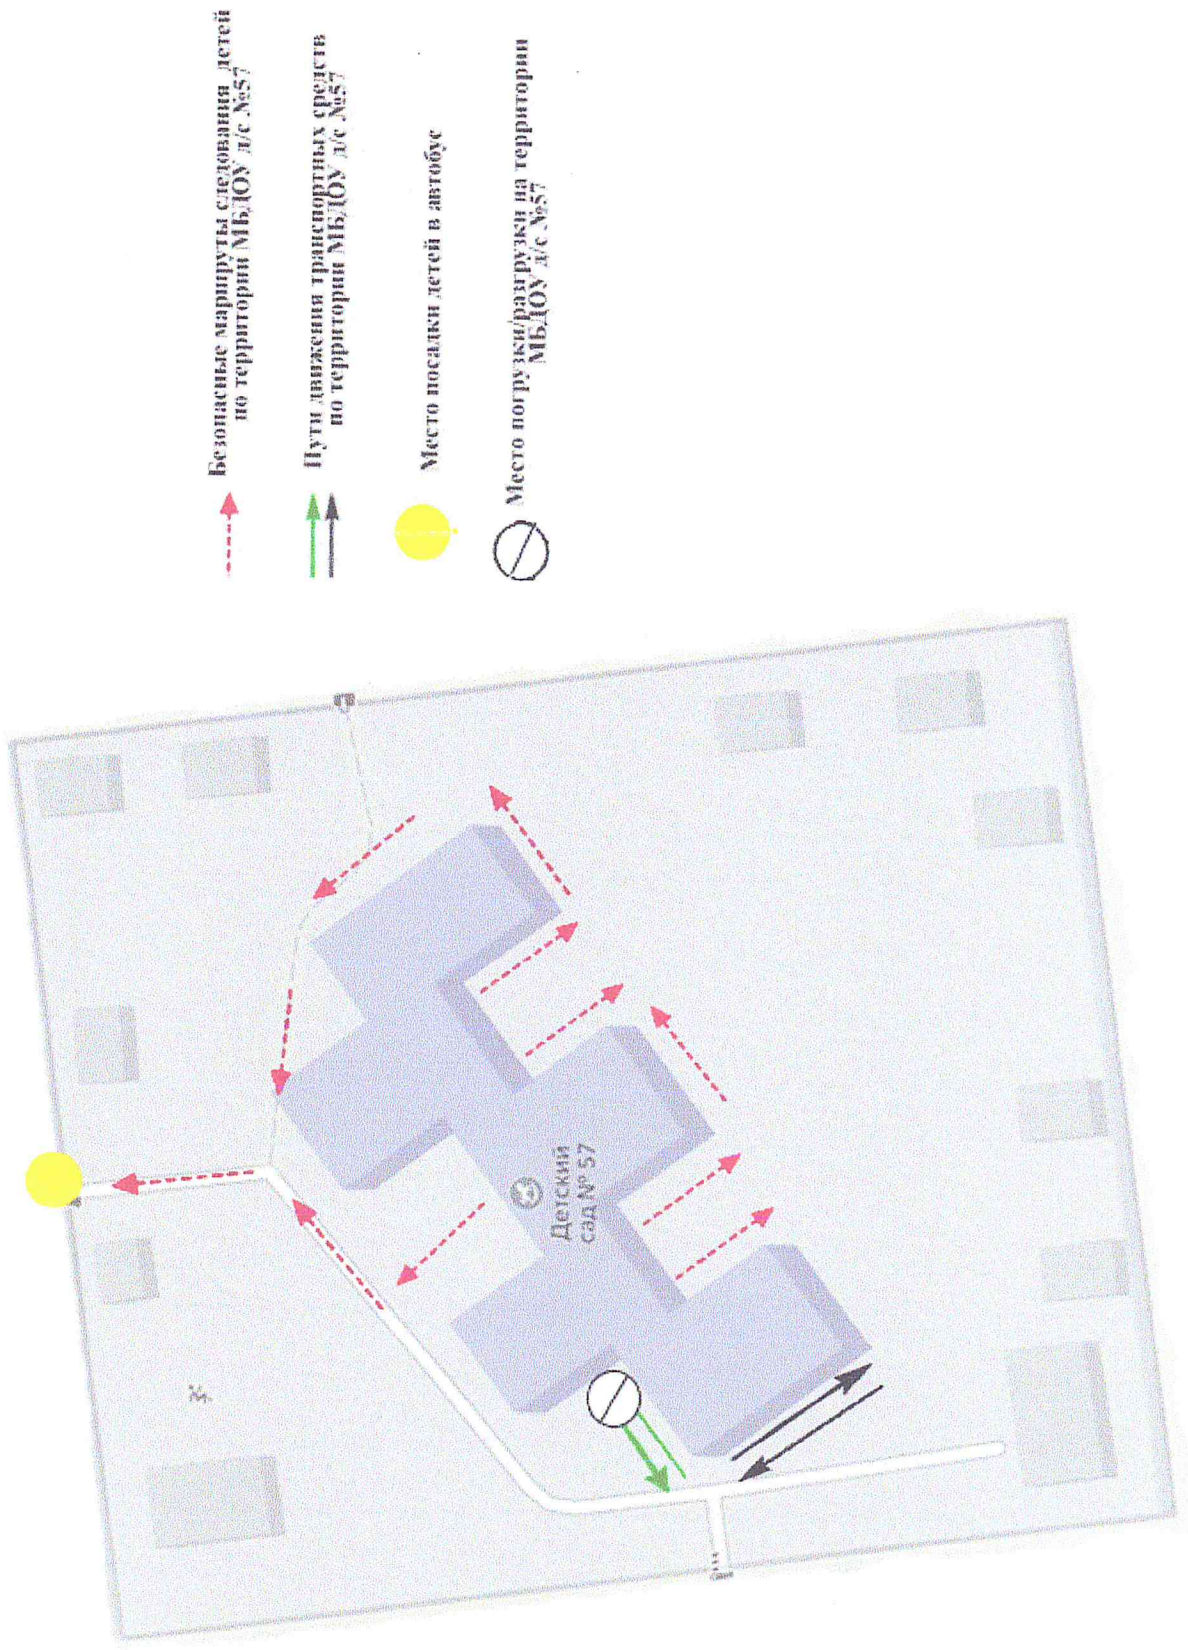 Безопасные маршруты следования детей
по территории МБДОУ д/с №57
Пути движения транспортных средств
по территории МБДОУ д/с №57
Место посадки детей в автобус
Место погрузки/разгрузки на территории
МБДОУ д/с №57
Детский
сад № 57